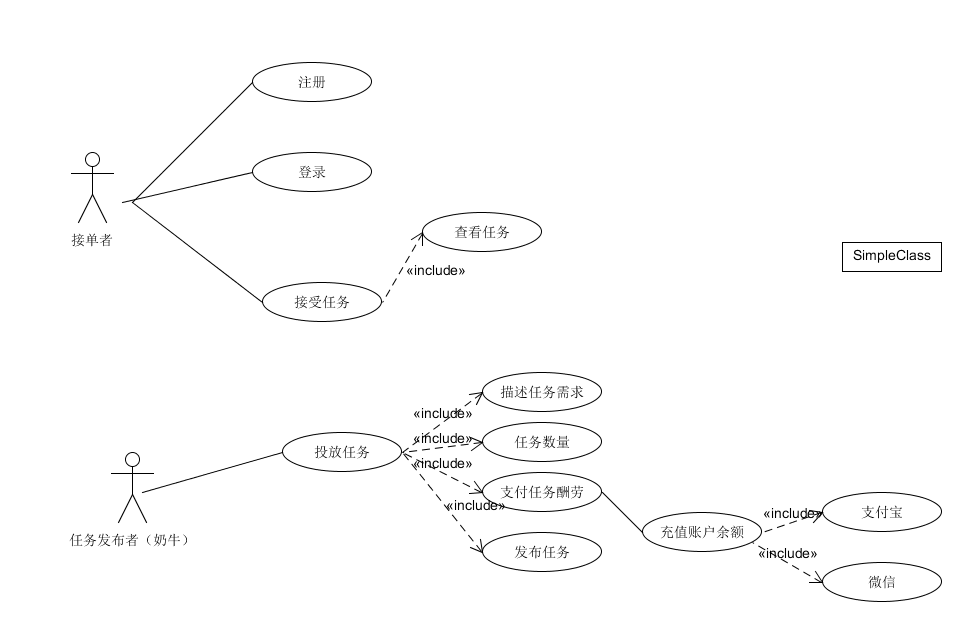 注册
登录
接单者
查看任务
«include»
SimpleClass
接受任务
描述任务需求
«include»
«include»
任务数量
投放任务
«include»
支付任务酬劳
«include»
任务发布者（奶牛）
发布任务
充值账户余额
«include»
支付宝
«include»
微信